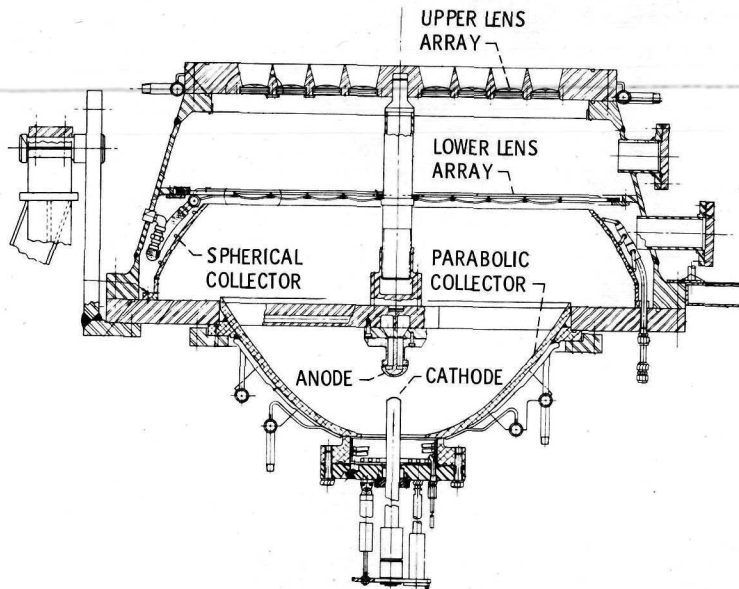 UPPER LENS
ARRAY
LOWER LENS
ARRAY
SPHERICAL
COLLECTOR
PARABOLIC
COLLECTOR
ANODE
CATHODE